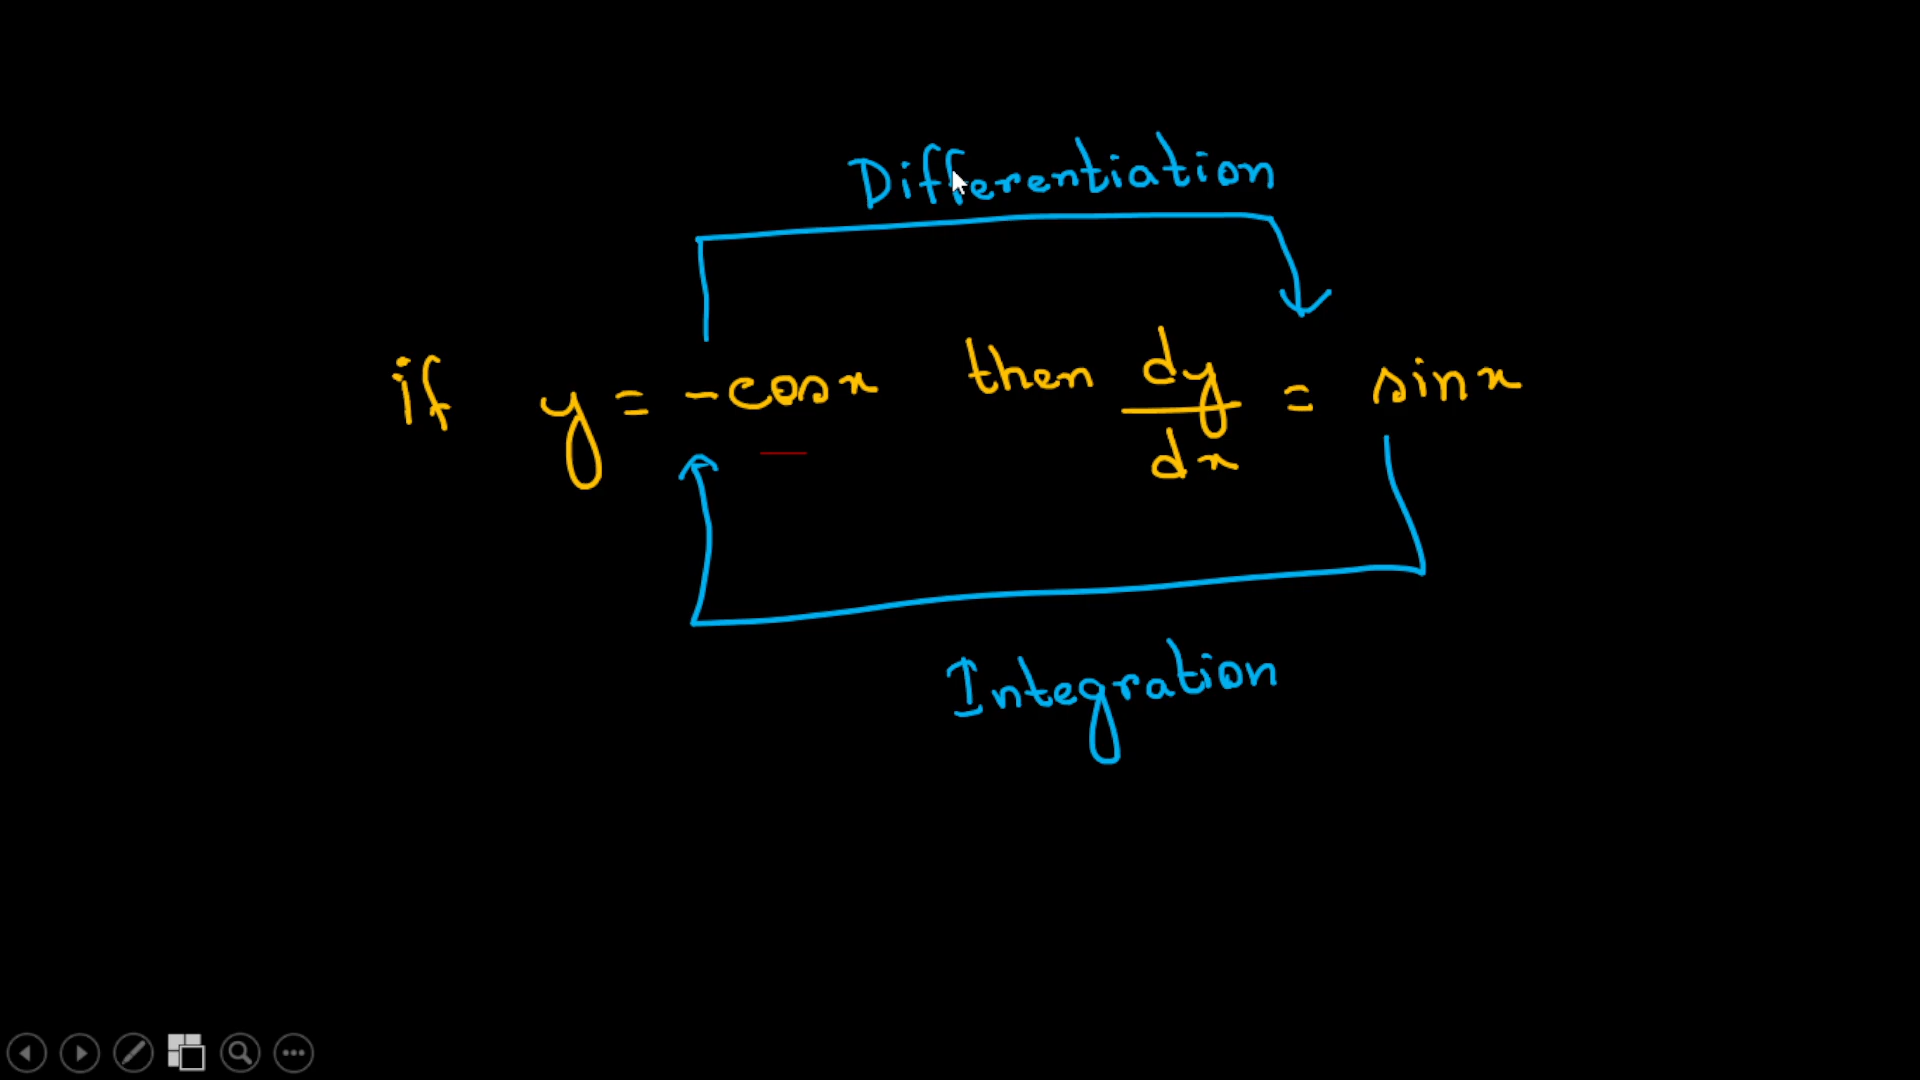 Differentiation
if y = -cosx then dy/dx = sinx
Integration